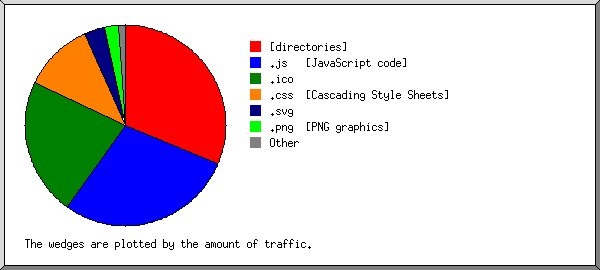 [directories]
.js [JavaScript code]
.ico
.css [Cascading Style Sheets]
.svg
.png [PNG graphics]
Other
The wedges are plotted by the amount of traffic.